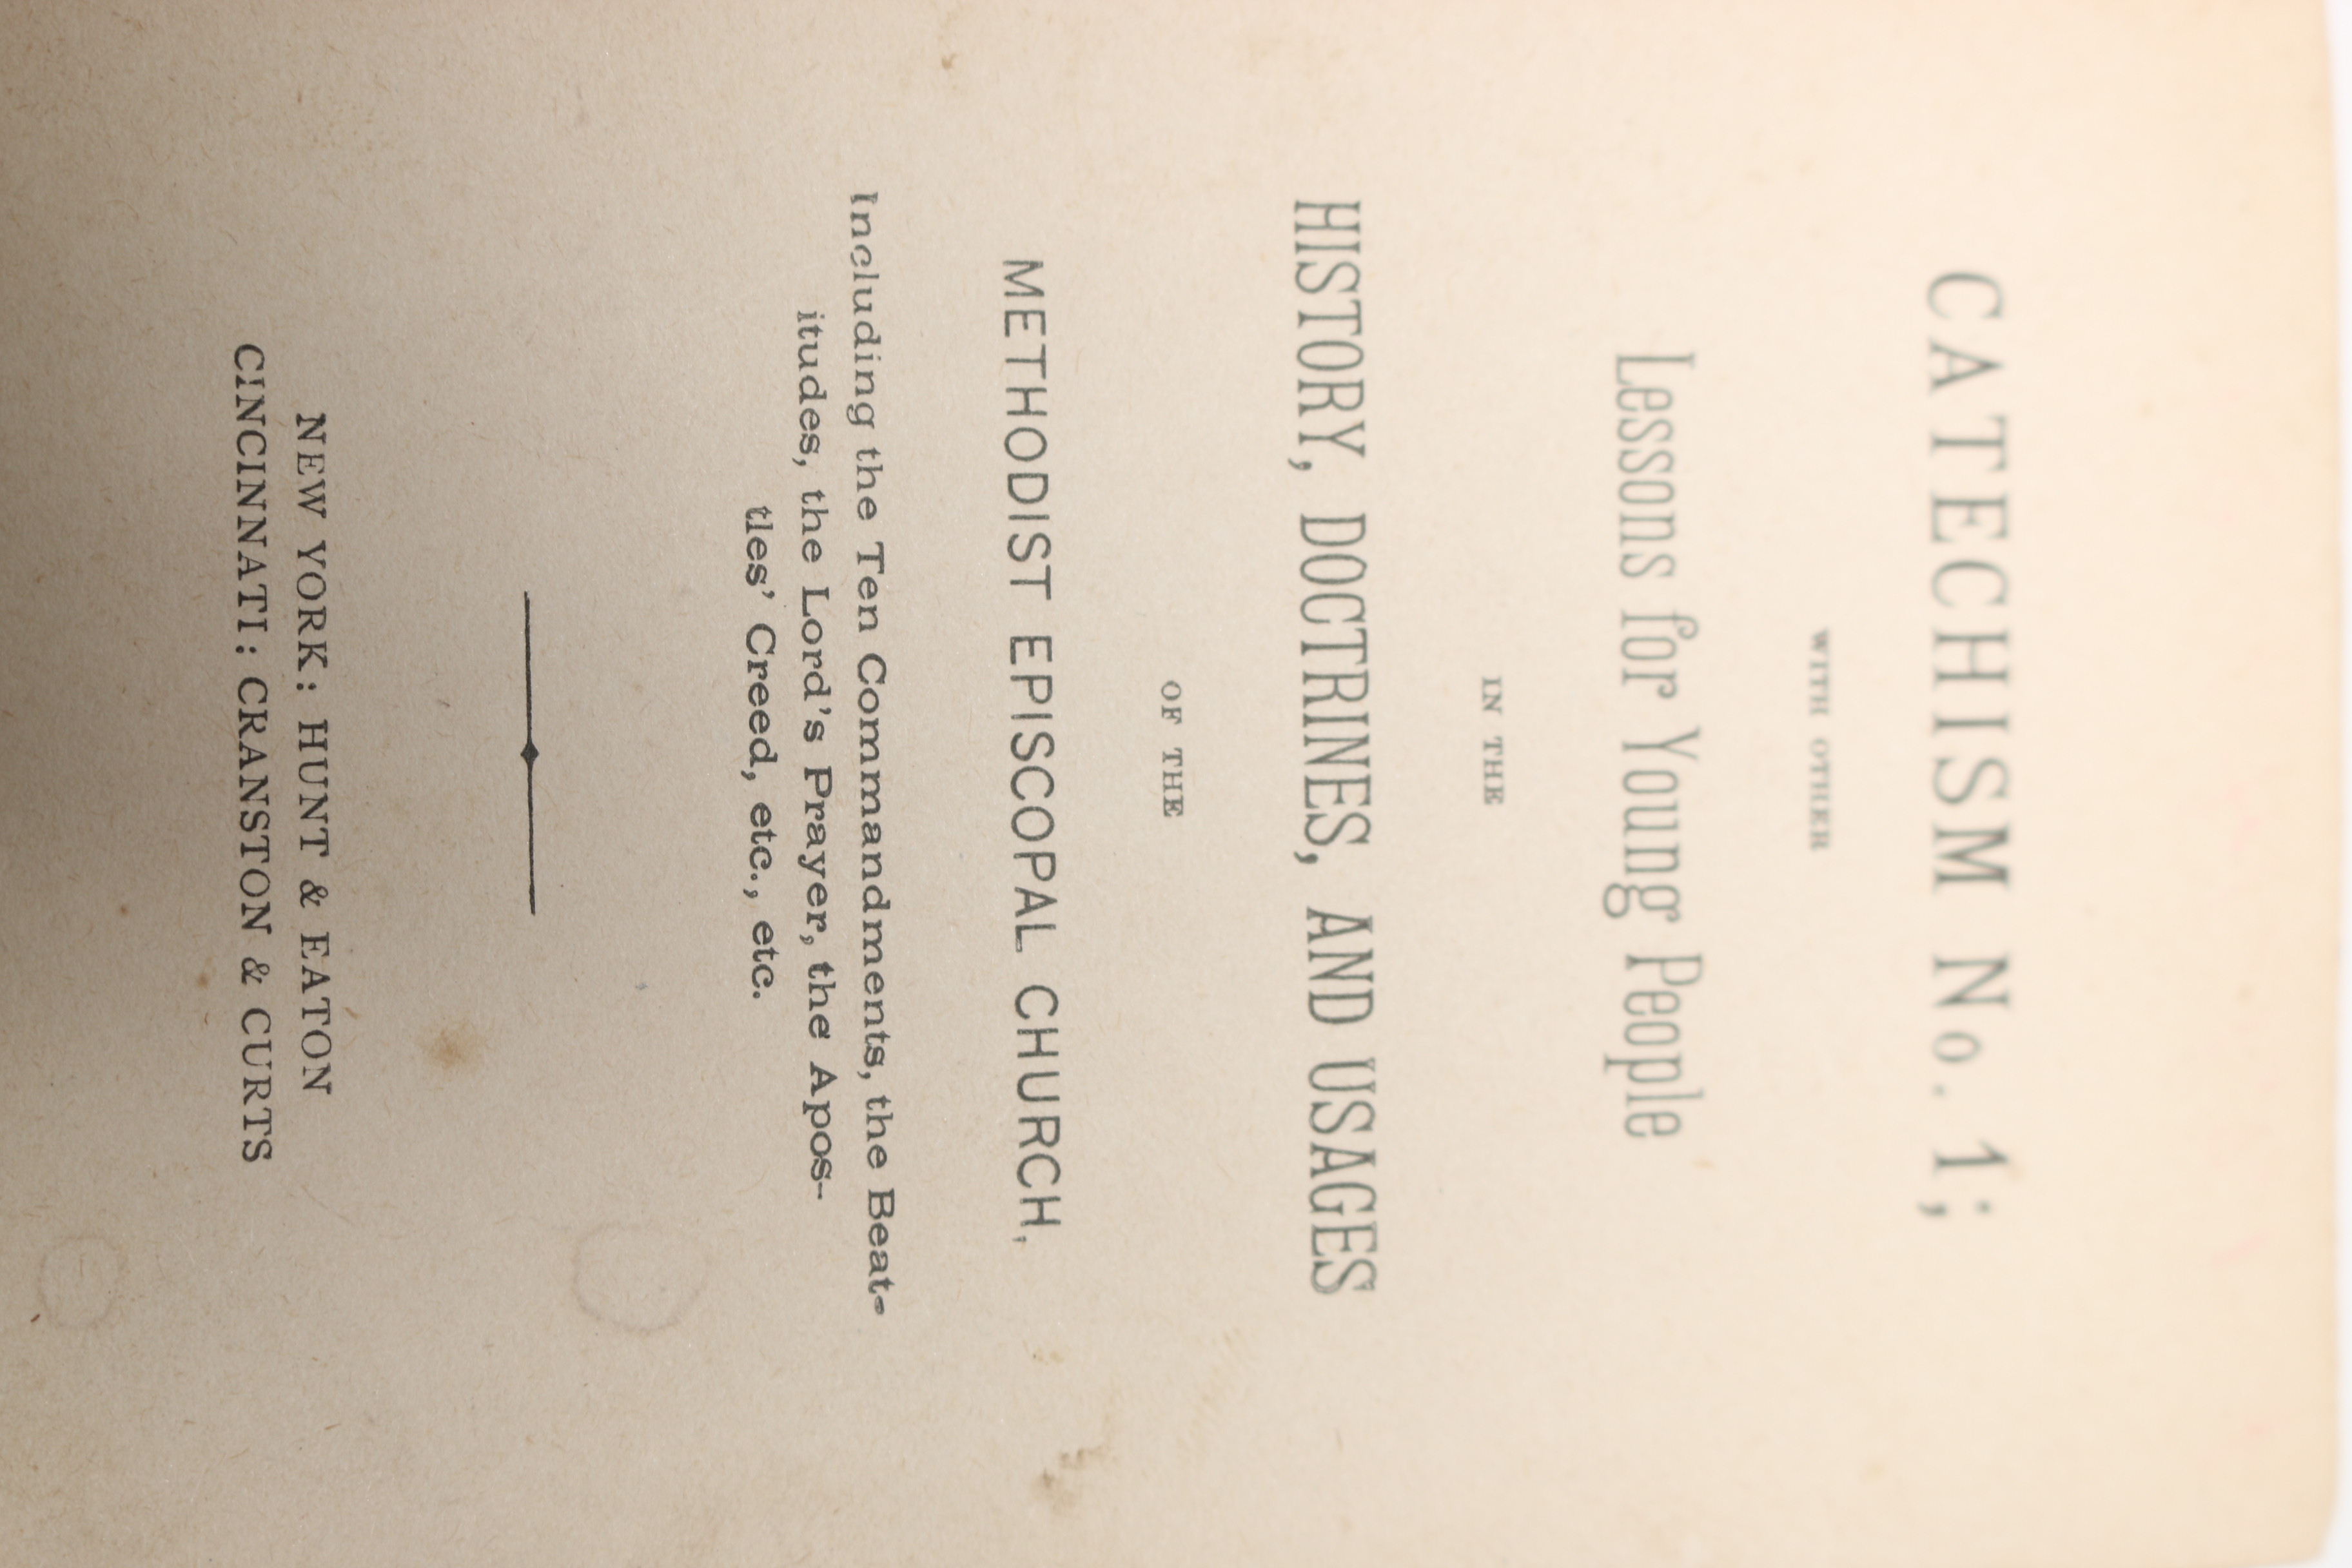 CATECHISM No. 1;
WITH OTHER
Lessons for Young People
IN THE
HISTORY, DOCTRINES, AND USAGES
OF THE
METHODIST EPISCOPAL CHURCH,
Including the Ten Commandments, the Beat-
itudes, the Lord's Prayer, the Apos-
tles' Creed, etc., etc.
NEW YORK: HUNT & EATON
CINCINNATI: CRANSTON & CURTS